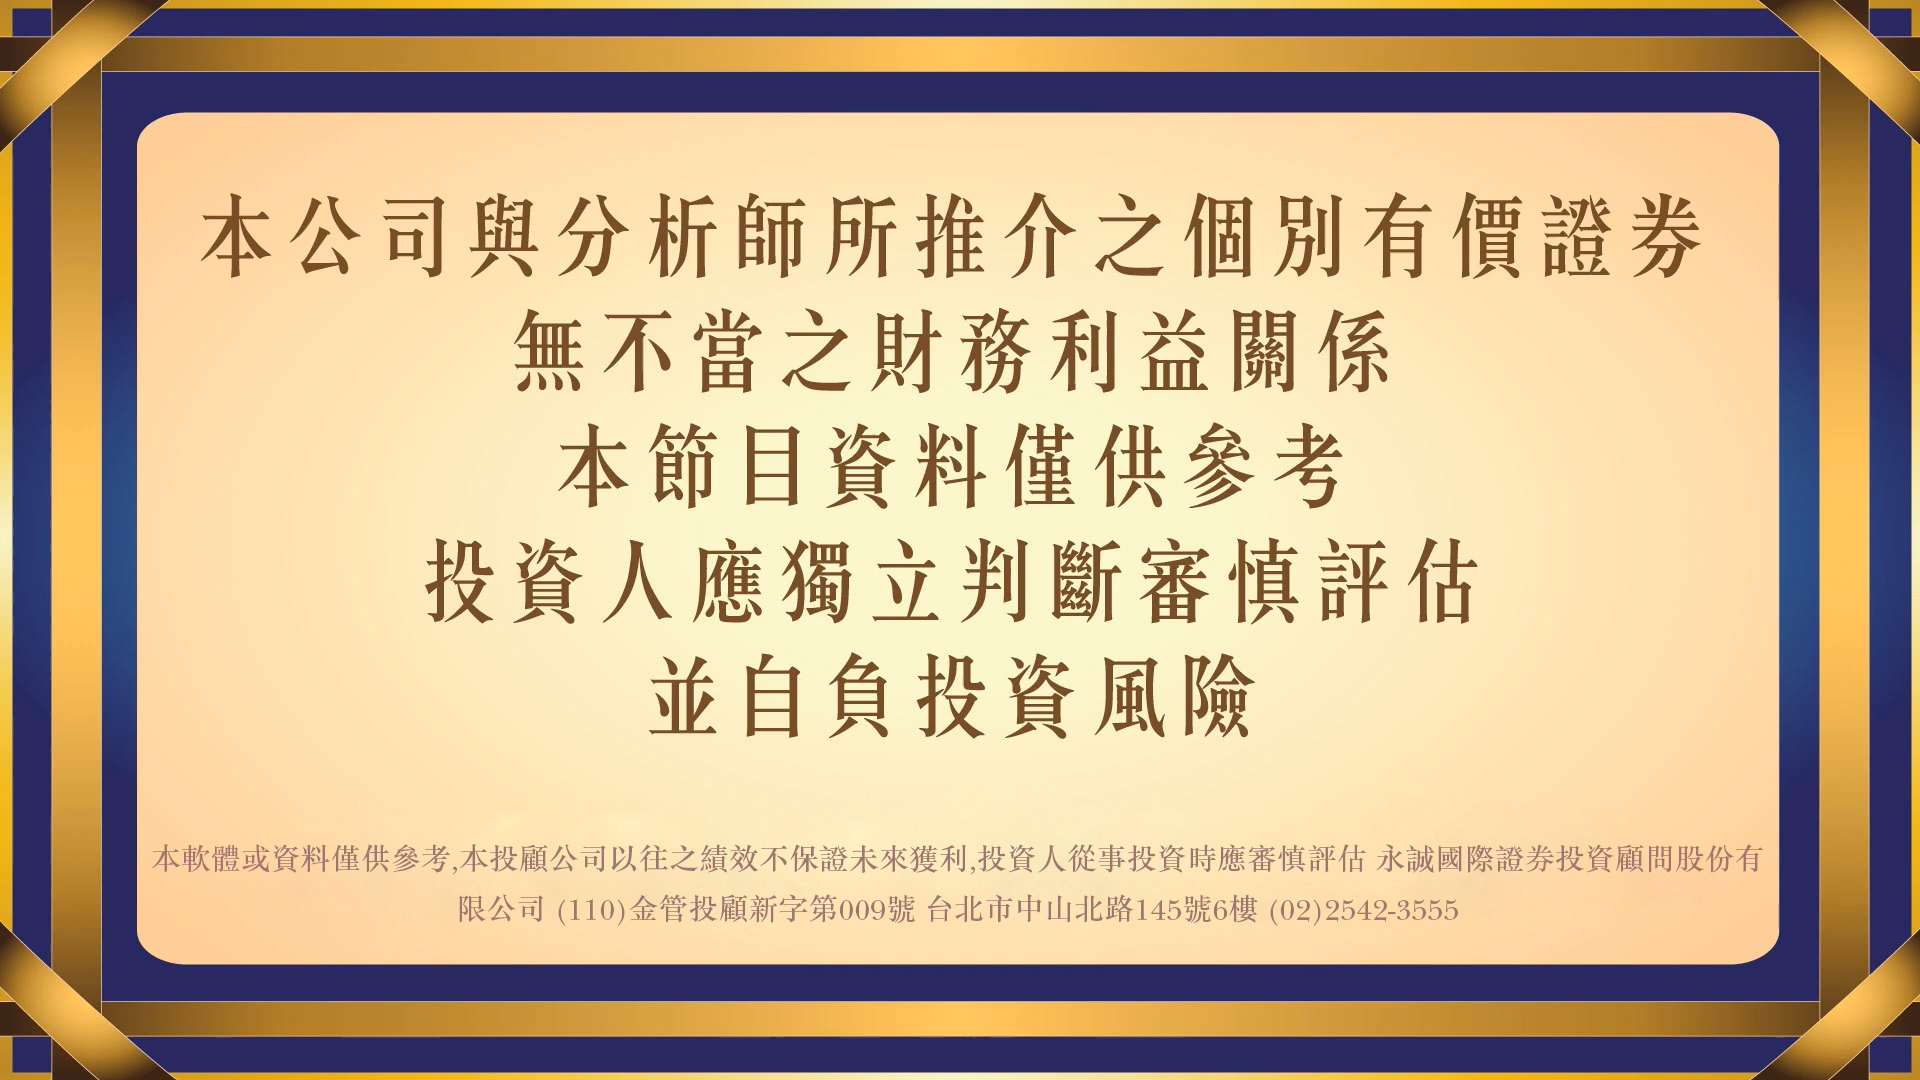 本公司與分析師所推介之個別有價證券
無不當之財務利益關係
本節目資料僅供參考
投資人應獨立判斷審慎評估
並自負投資風險
本軟體或資料僅供參考,本投顧公司以往之績效不保證未來獲利,投資人從事投資時應審慎評估 永誠國際證券投資顧問股份有
限公司 (110)金管投顧新字第009號 台北市中山北路145號6樓 (02)2542-3555